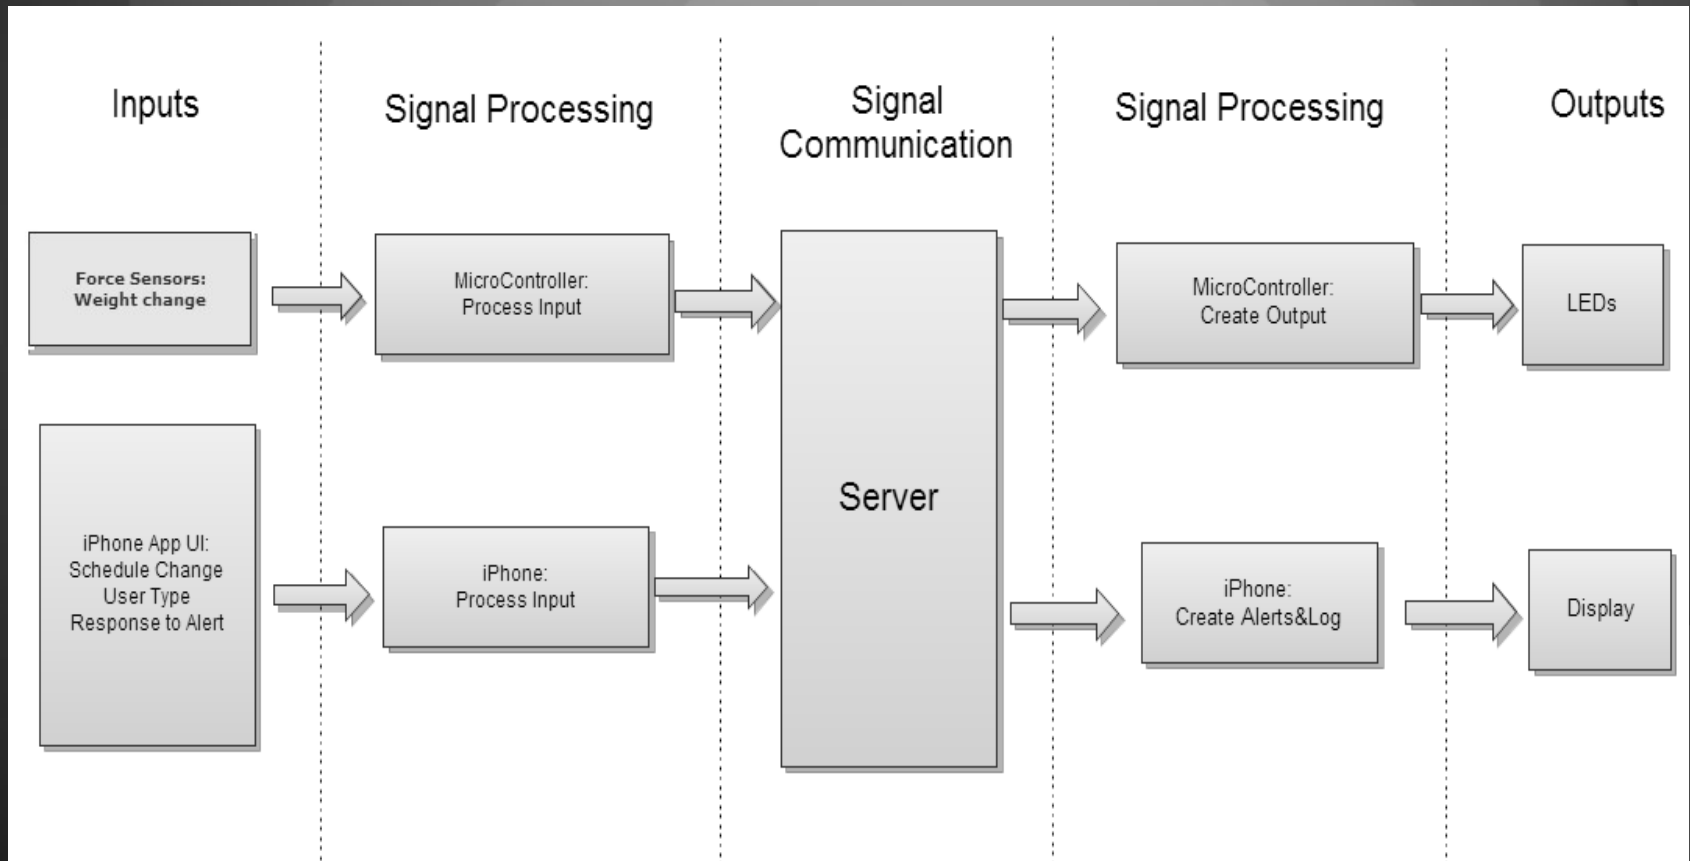 Inputs
Signal Processing
Signal
Communication
Signal Processing
Outputs
Force Sensors:
Weight change
MicroController:
Process Input
MicroController:
Create Output
LEDs
Server
iPhone App UI:
Schedule Change
User Type
Response to Alert
iPhone:
Process Input
iPhone:
Create Alerts&Log
Display